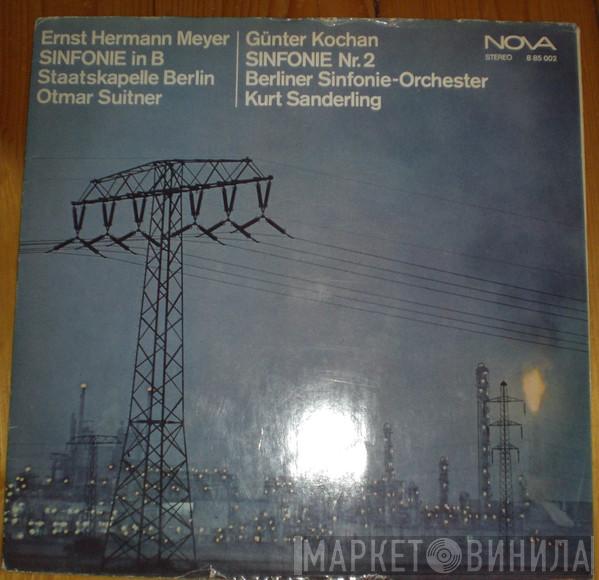 Ernst Hermann Meyer
SINFONIE in B
Staatskapelle Berlin
Otmar Suitner
Günter Kochan
SINFONIE Nr. 2
Berliner Sinfonie-Orchester
Kurt Sanderling
NOVA
STEREO 8 85 002
МАРКЕТ ВИНИЛА